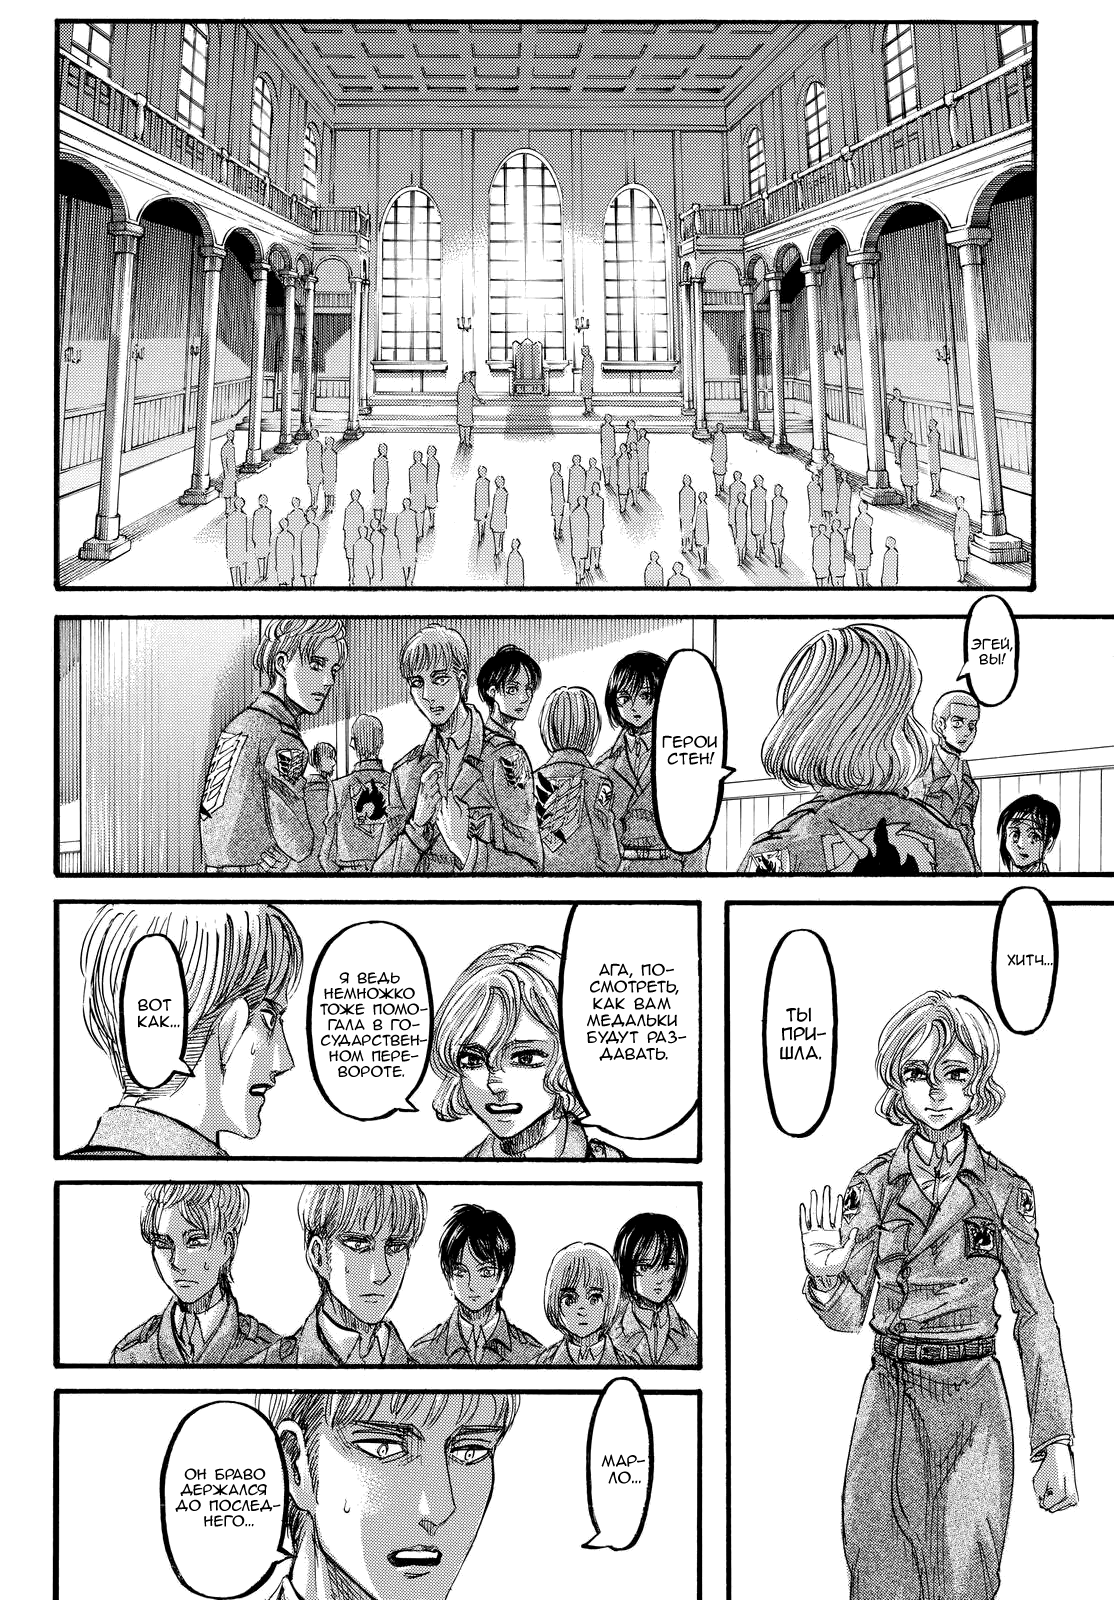 ЭГЕЙ,
ВЫ!
ГЕРОИ
СТЕН!
ХИТЧ...
ТЫ
ПРИ-
ШЛА.
АГА, ПО-
СМОТРЕТЬ,
КАК ВАМ
МЕДАЛЬКИ
БУДУТ РАЗ-
ДАВАТЬ.
Я ВЕДЬ
НЕМНОЖКО
ТОЖЕ ПОМО-
ГАЛА В ГО-
СУДАРСТВЕН-
НОМ ПЕРЕ-
ВОРОТЕ.
ВОТ
КАК...
МАР-
ЛО...
ОН БРАВО
ДЕРЖАЛСЯ
ДО ПОСЛЕД-
НЕГО...